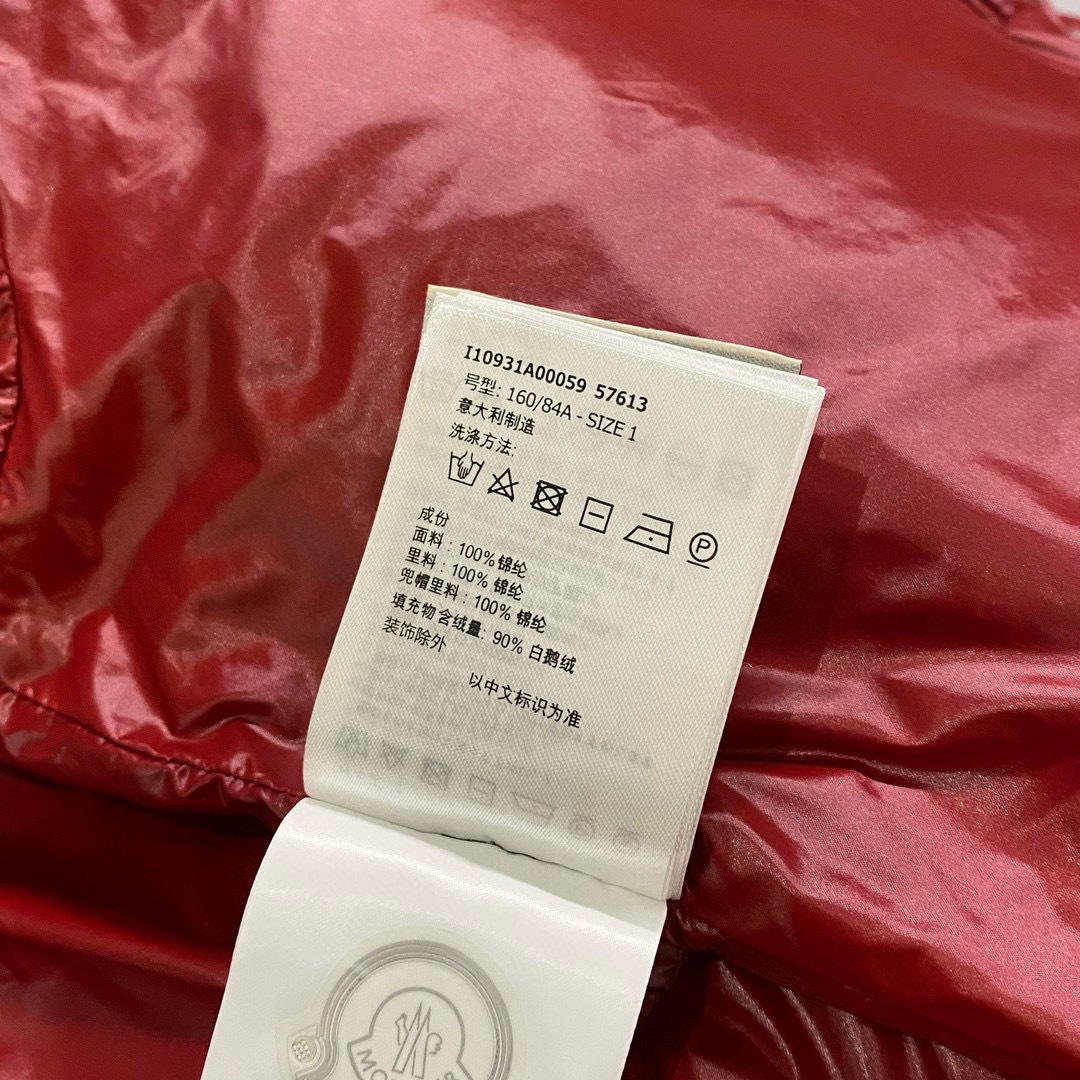 I10931A00059 57613
号型: 160/84A - SIZE 1
意大利制造
洗涤方法:
P
成份
面料 : 100% 锦纶
里料 : 100% 锦纶
兜帽里料 : 100% 锦纶
填充物 含绒量: 90% 白鹅绒
装饰除外
以中文标识为准